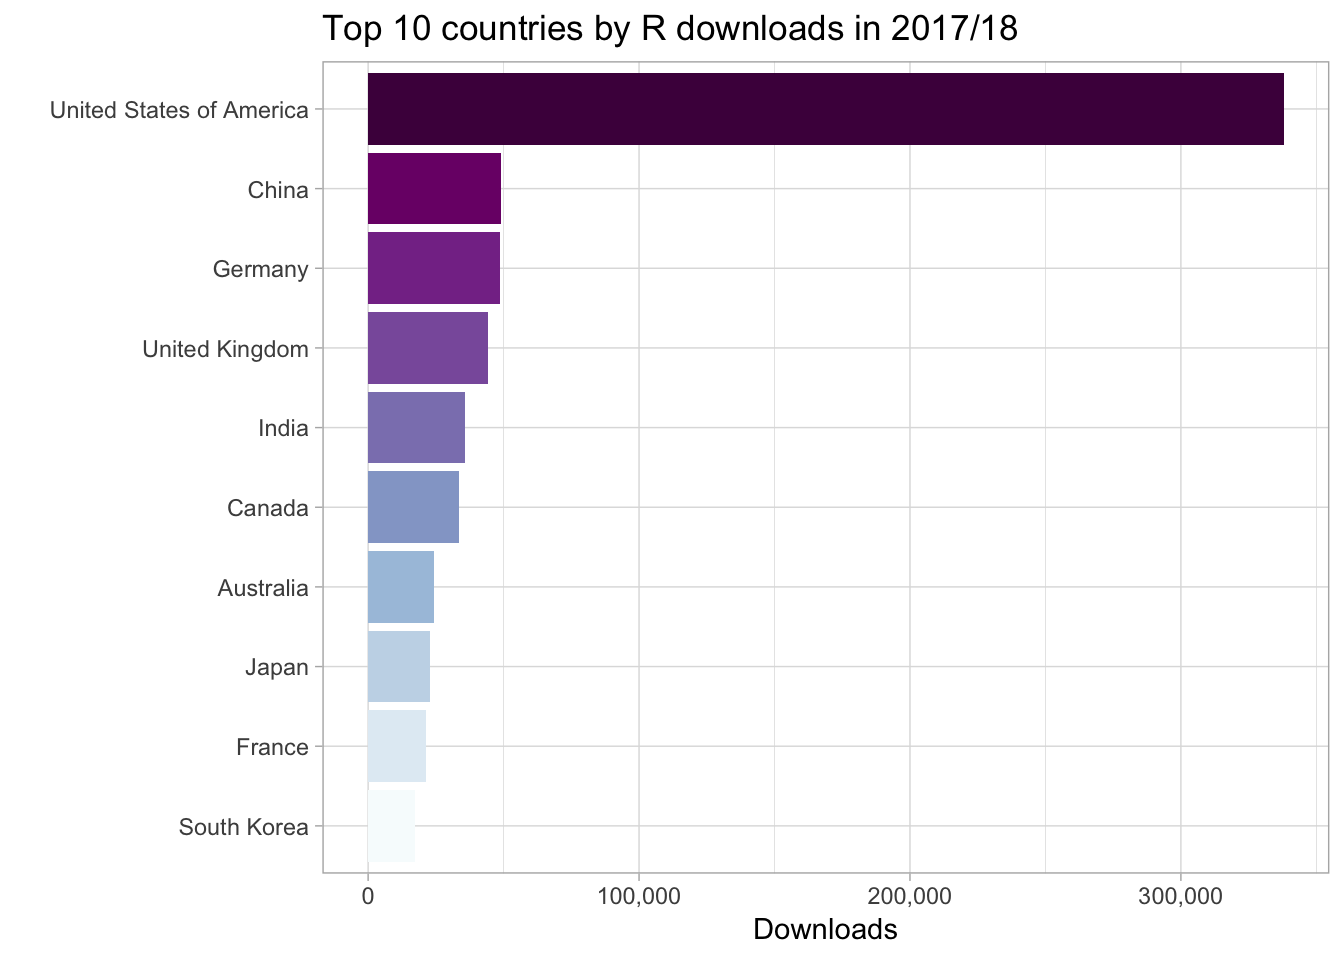 Top 10 countries by R downloads in 2017/18
United States of America
China
Germany
United Kingdom
India
Canada
Australia
Japan
France
South Korea
0 100,000 200,000 300,000
Downloads